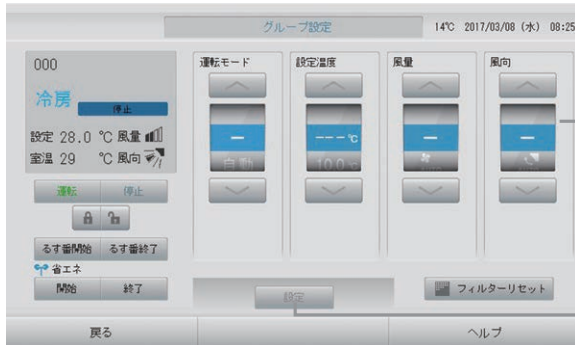 グループ設定 14℃ 2017/03/08 (水) 08:25
000
冷房
停止
設定 28.0 ℃ 風量
室温 29 ℃ 風向
運転 停止
るす番開始 るす番終了
省エネ
開始 終了
運転モード
－
自動
設定温度
---℃
10.0
風量
－
風向
－
設定
フィルターリセット
戻る
ヘルプ